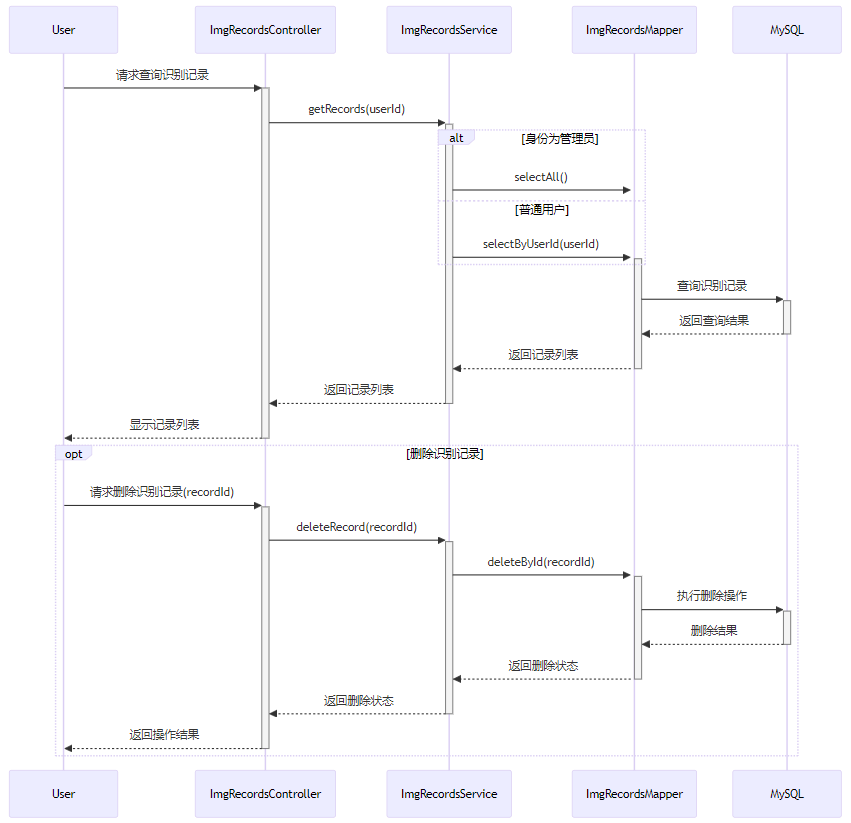 User
ImgRecordsController
ImgRecordsService
ImgRecordsMapper
MySQL
请求查询识别记录
getRecords(userId)
alt
[身份为管理员]
selectAll()
[普通用户]
selectByUserId(userId)
查询识别记录
返回查询结果
返回记录列表
返回记录列表
显示记录列表
opt
[删除识别记录]
请求删除识别记录(recordId)
deleteRecord(recordId)
deleteById(recordId)
执行删除操作
删除结果
返回删除状态
返回删除状态
返回操作结果
User
ImgRecordsController
ImgRecordsService
ImgRecordsMapper
MySQL